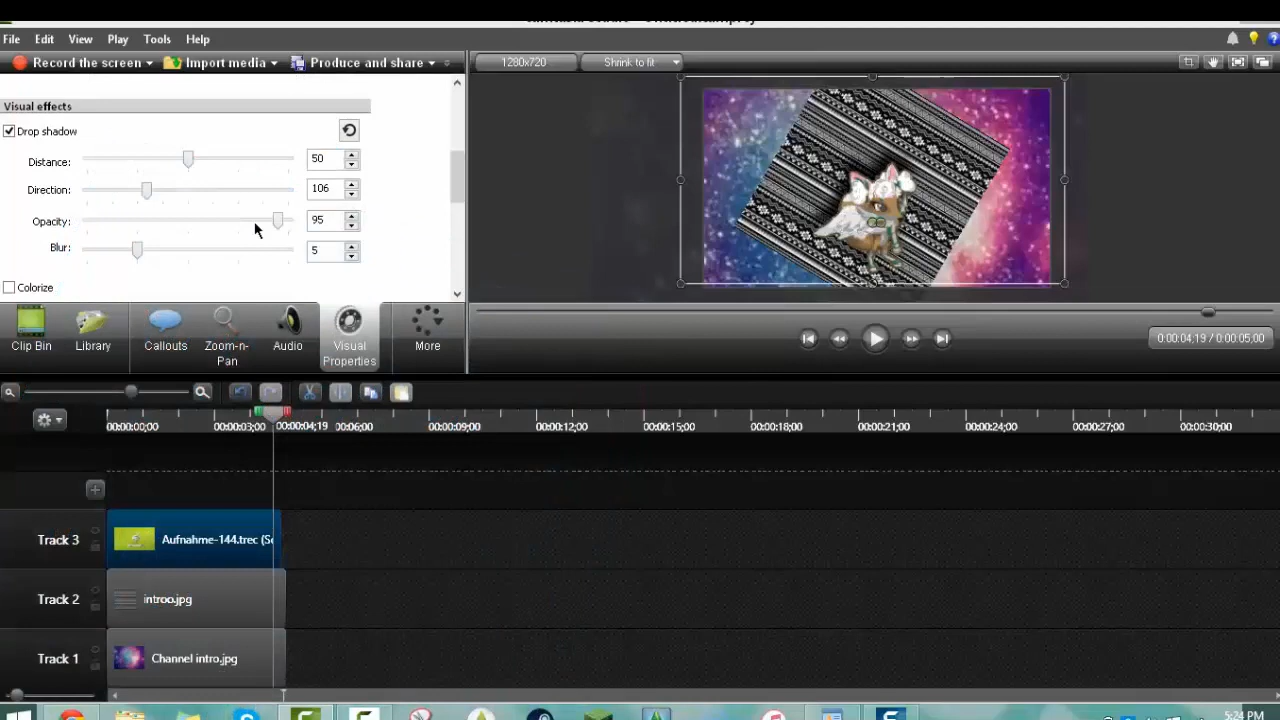 File Edit View Play Tools Help
Record the screen Import media Produce and share 1280x720 Shrink to fit
Visual effects
Drop shadow
Distance: 50
Direction: 106
Opacity: 95
Blur: 5
Colorize
Clip Bin Library Callouts Zoom-n-Pan Audio Visual Properties More
0:00:04;19 / 0:00:05;00
00:00:00;00 00:00:03;00 00:00:04;19 00:00:06;00 00:00:09;00 00:00:12;00 00:00:15;00 00:00:18;00 00:00:21;00 00:00:24;00 00:00:27;00 00:00:30;00
Track 3 Aufnahme-144.trec (Sc
Track 2 introo.jpg
Track 1 Channel intro.jpg
5:24 PM